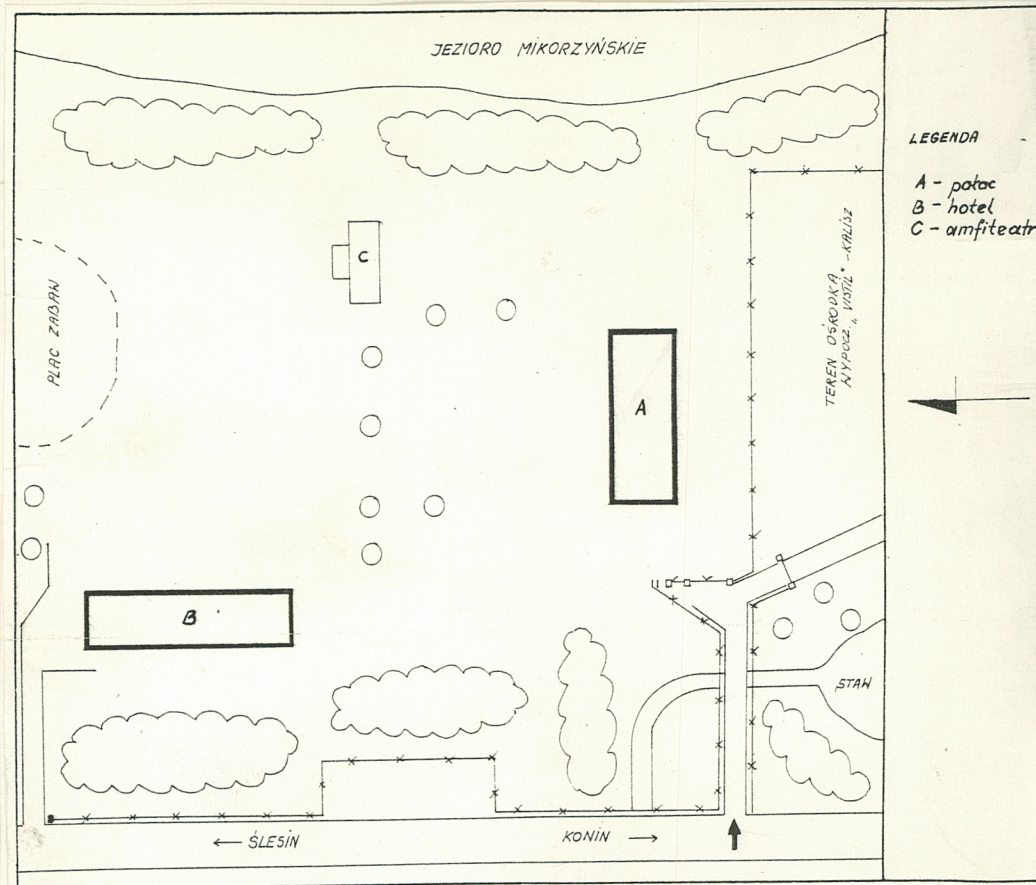 JEZIORO MIKORZYŃSKIE
LEGENDA
A - pałac
B - hotel
C - amfiteatr
C
PLAC ZABAW
TEREN OŚRODKA
WYPOCZ. „VISTIL" - KALISZ
A
B
STAW
← ŚLESIN
KONIN →